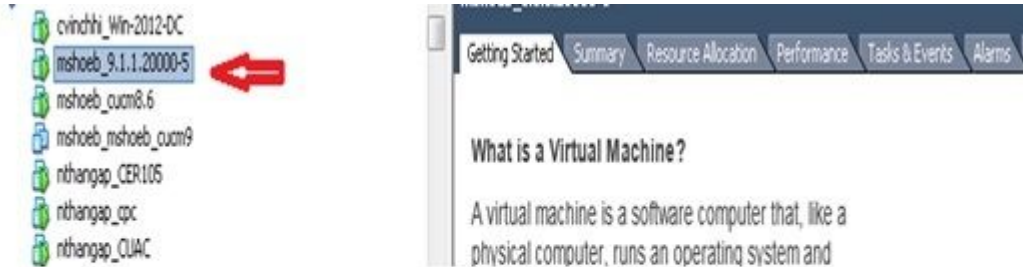 cvinchhi_Win-2012-DC
mshoeb_9.1.1.20000-5
mshoeb_cucm8.6
mshoeb_mshoeb_cucm9
nthangap_CER105
nthangap_cpc
nthangap_CUAC
Getting Started Summary Resource Allocation Performance Tasks & Events Alarms
What is a Virtual Machine?
A virtual machine is a software computer that, like a
physical computer, runs an operating system and